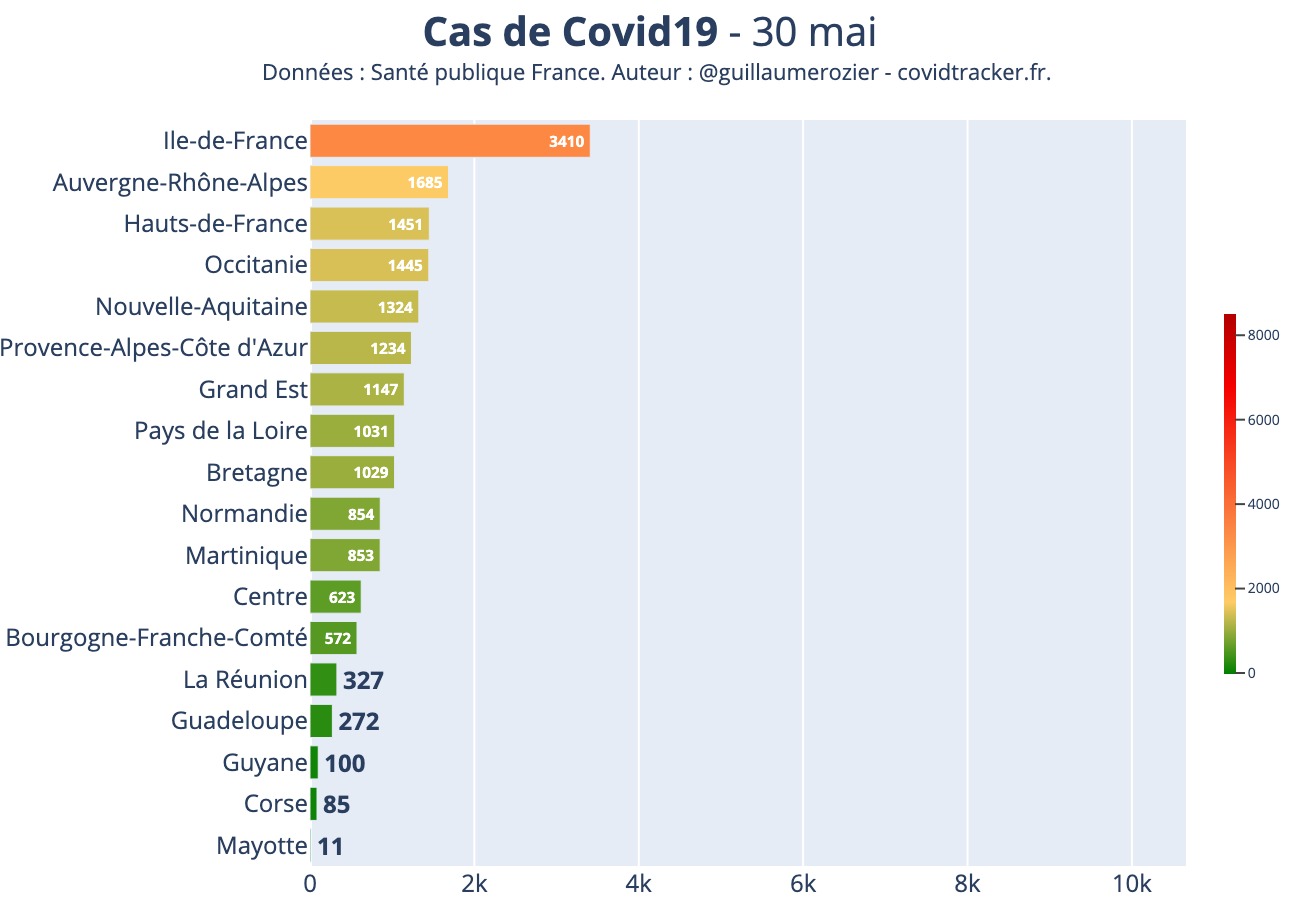 Cas de Covid19 - 30 mai
Données : Santé publique France. Auteur : @guillaumerozier - covidtracker.fr.
Ile-de-France 3410
Auvergne-Rhône-Alpes 1685
Hauts-de-France 1451
Occitanie 1445
Nouvelle-Aquitaine 1324
Provence-Alpes-Côte d'Azur 1234
Grand Est 1147
Pays de la Loire 1031
Bretagne 1029
Normandie 854
Martinique 853
Centre 623
Bourgogne-Franche-Comté 572
La Réunion 327
Guadeloupe 272
Guyane 100
Corse 85
Mayotte 11
0 2k 4k 6k 8k 10k
8000
6000
4000
2000
0